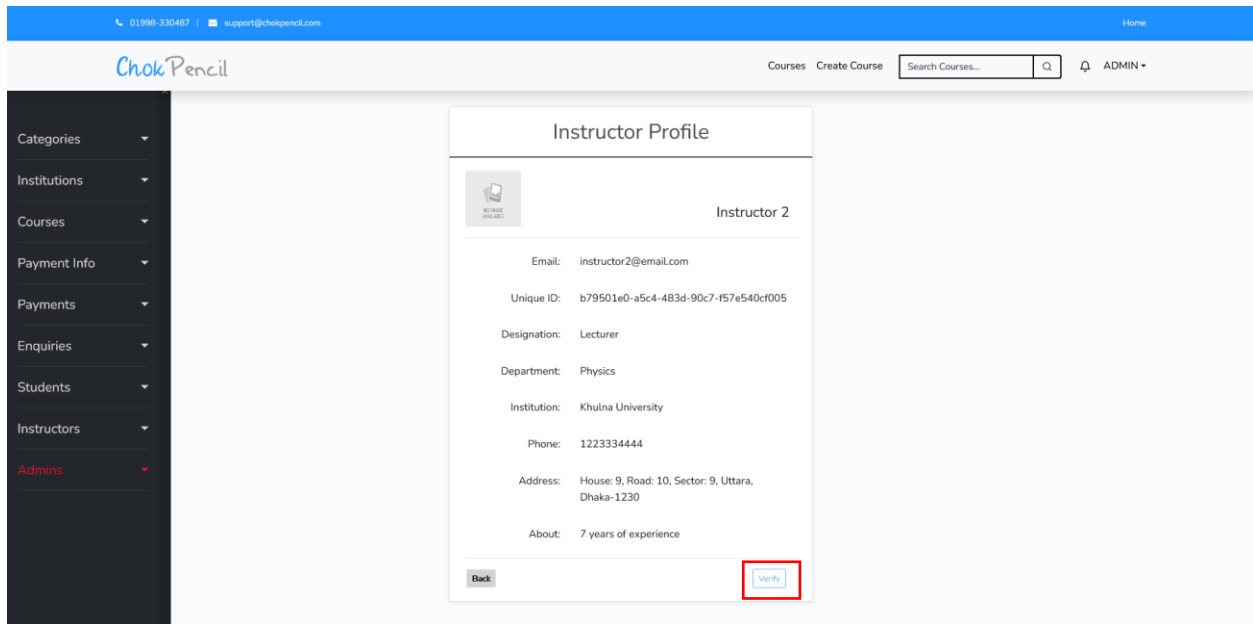 01998-330487 | support@chokpencil.com Home
ChokPencil Courses Create Course Search Courses... ADMIN
Categories
Institutions
Courses
Payment Info
Payments
Enquiries
Students
Instructors
Admins
Instructor Profile
NO IMAGE
AVAILABLE
Instructor 2
Email: instructor2@email.com
Unique ID: b79501e0-a5c4-483d-90c7-f57e540cf005
Designation: Lecturer
Department: Physics
Institution: Khulna University
Phone: 1223334444
Address: House: 9, Road: 10, Sector: 9, Uttara,
Dhaka-1230
About: 7 years of experience
Back Verify